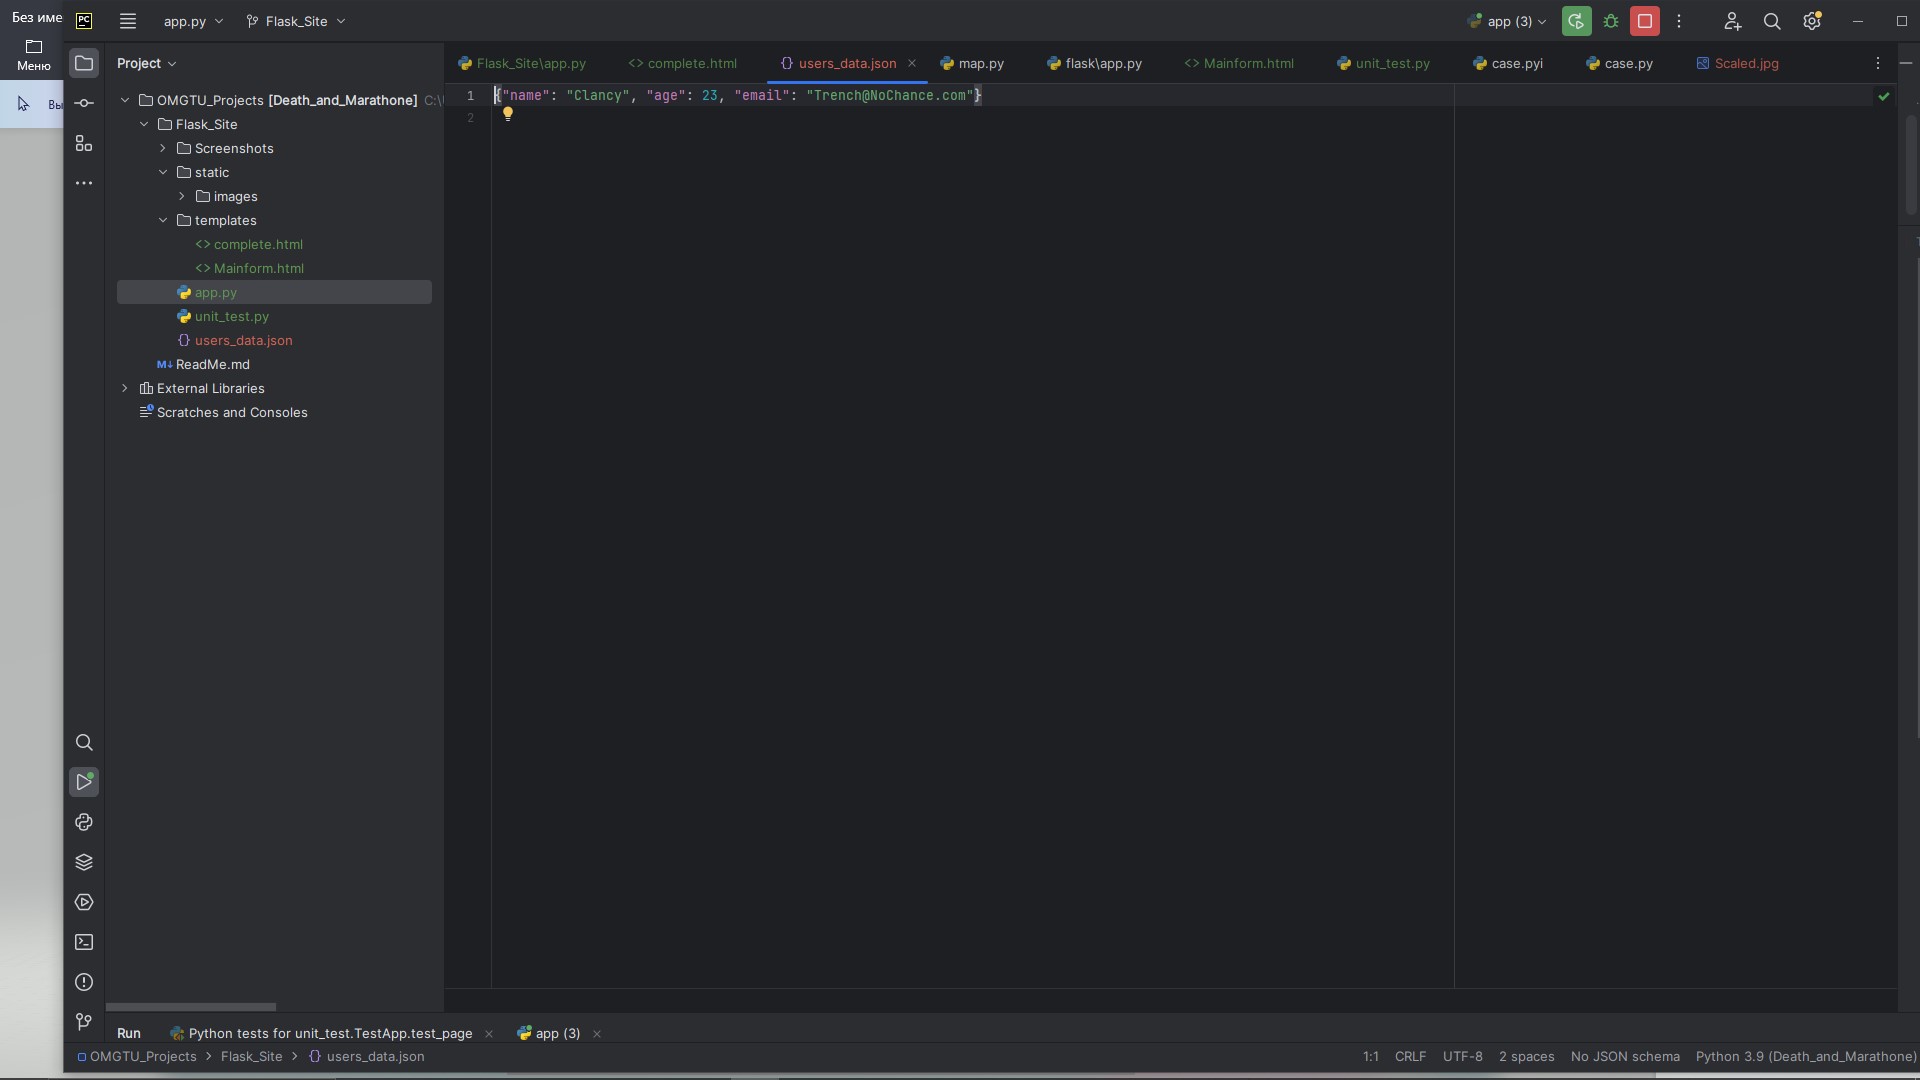 Без име
Меню
Вы
PC
app.py
Flask_Site
app (3)
Project
Flask_Site\app.py
<> complete.html
{} users_data.json
map.py
flask\app.py
<> Mainform.html
unit_test.py
case.pyi
case.py
Scaled.jpg
OMGTU_Projects [Death_and_Marathone] C:\
Flask_Site
Screenshots
static
images
templates
<> complete.html
<> Mainform.html
app.py
unit_test.py
{} users_data.json
M↓ ReadMe.md
External Libraries
Scratches and Consoles
1 {"name": "Clancy", "age": 23, "email": "Trench@NoChance.com"}
2
Run
Python tests for unit_test.TestApp.test_page
app (3)
OMGTU_Projects > Flask_Site > {} users_data.json
1:1 CRLF UTF-8 2 spaces No JSON schema Python 3.9 (Death_and_Marathone)